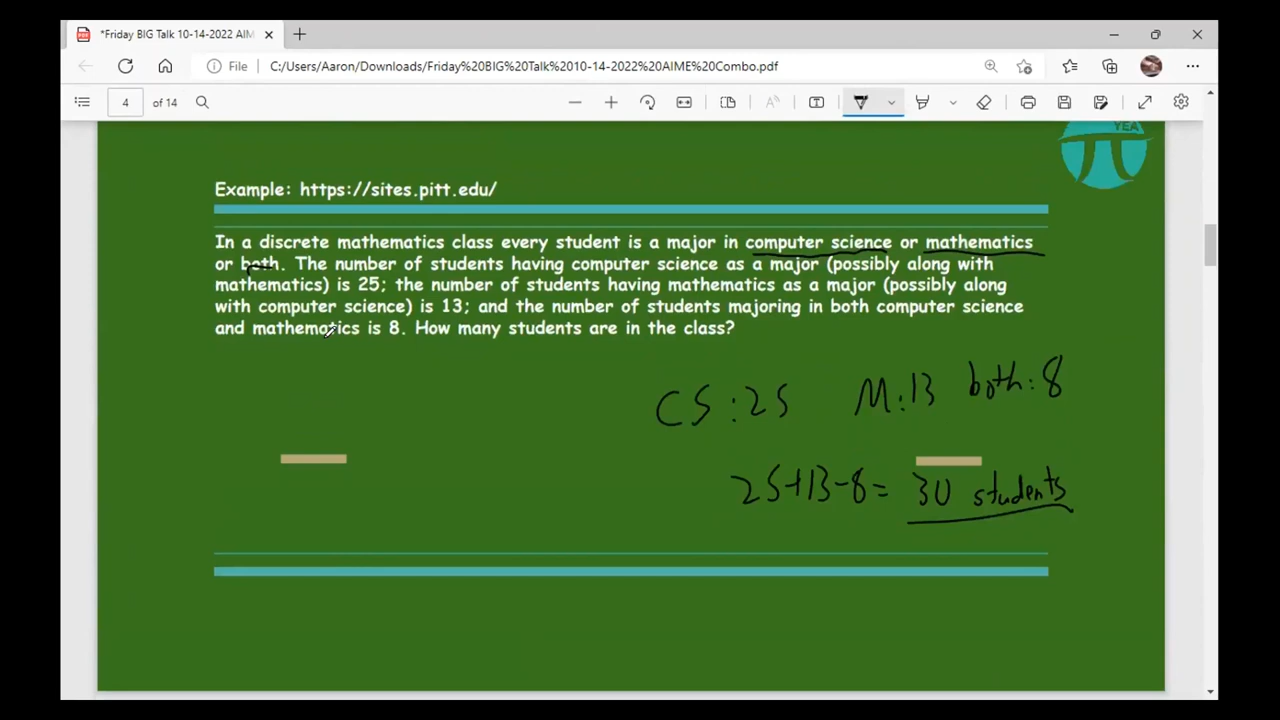 *Friday BIG Talk 10-14-2022 AIME
File C:/Users/Aaron/Downloads/Friday%20BIG%20Talk%2010-14-2022%20AIME%20Combo.pdf
4 of 14
YEA
Example: https://sites.pitt.edu/
In a discrete mathematics class every student is a major in computer science or mathematics
or both. The number of students having computer science as a major (possibly along with
mathematics) is 25; the number of students having mathematics as a major (possibly along
with computer science) is 13; and the number of students majoring in both computer science
and mathematics is 8. How many students are in the class?
CS : 25 M : 13 both : 8
25+13-8= 30 students